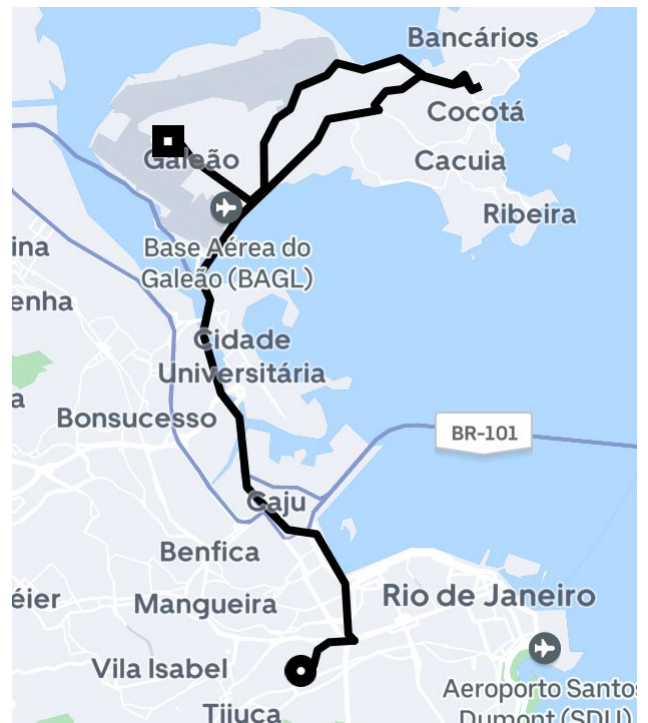 Bancários
Cocotá
Galeão
Cacuia
Ribeira
Base Aérea do
Galeão (BAGL)
ina
enha
Cidade
Universitária
a
Bonsucesso
BR-101
Caju
Benfica
éier
Mangueira
Rio de Janeiro
Vila Isabel
Aeroporto Santos
Tijuca
Dumont (SDU)